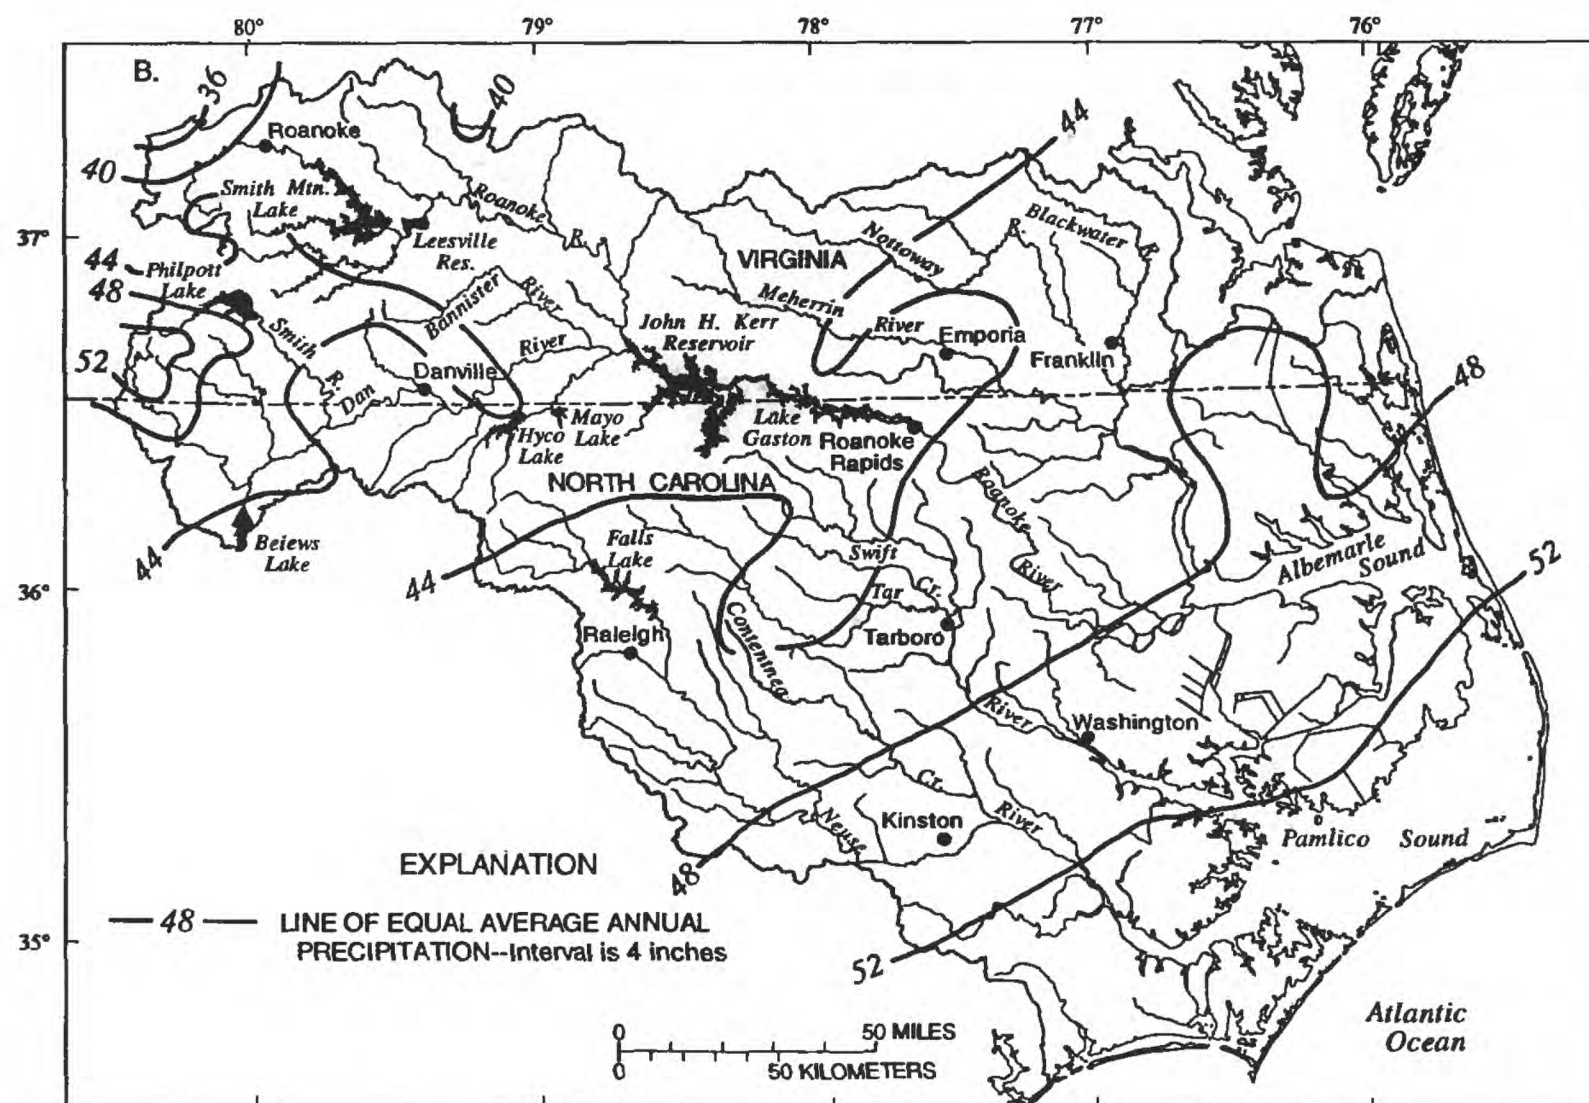 80°
79°
78°
77°
76°
B.
36
40
44
Roanoke
40
Smith Mtn.
Lake
Roanoke
R.
Blackwater
R.
R.
37°
Leesville
Res.
VIRGINIA
Nottoway
44
Philpott
Lake
48
Bannister
River
Meherrin
River
Smith
R.
John H. Kerr
Reservoir
Emporia
Franklin
River
52
Danville
Dan
48
Mayo
Lake
Hyco
Lake
Lake
Gaston
Roanoke
Rapids
NORTH CAROLINA
Roanoke
River
44
Beiews
Lake
44
Falls
Lake
Swift
Cr.
Albemarle
Sound
52
36°
Tar
Raleigh
Contentnea
Tarboro
River
Washington
Cr.
Neuse
Kinston
River
Pamlico Sound
EXPLANATION
48
48 LINE OF EQUAL AVERAGE ANNUAL
PRECIPITATION--Interval is 4 inches
35°
52
Atlantic
Ocean
0 50 MILES
0 50 KILOMETERS